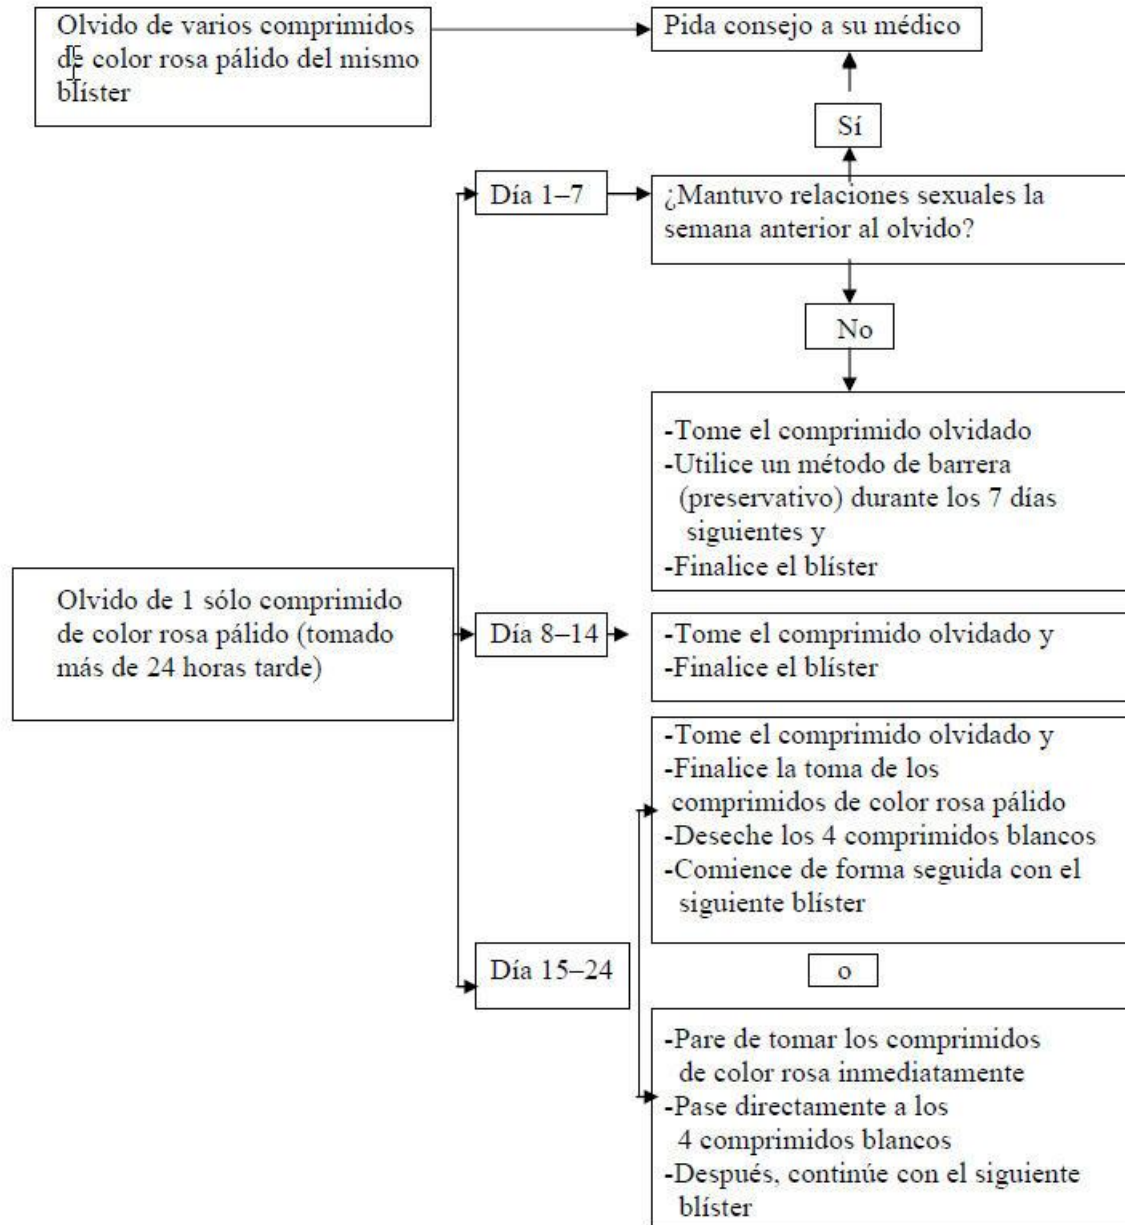 Olvido de varios comprimidos
de color rosa pálido del mismo
blíster
Pida consejo a su médico
Sí
Día 1–7
¿Mantuvo relaciones sexuales la
semana anterior al olvido?
No
-Tome el comprimido olvidado
-Utilice un método de barrera
(preservativo) durante los 7 días
siguientes y
-Finalice el blíster
Olvido de 1 sólo comprimido
de color rosa pálido (tomado
más de 24 horas tarde)
Día 8–14
-Tome el comprimido olvidado y
-Finalice el blíster
-Tome el comprimido olvidado y
-Finalice la toma de los
comprimidos de color rosa pálido
-Deseche los 4 comprimidos blancos
-Comience de forma seguida con el
siguiente blíster
Día 15–24
o
-Pare de tomar los comprimidos
de color rosa inmediatamente
-Pase directamente a los
4 comprimidos blancos
-Después, continúe con el siguiente
blíster